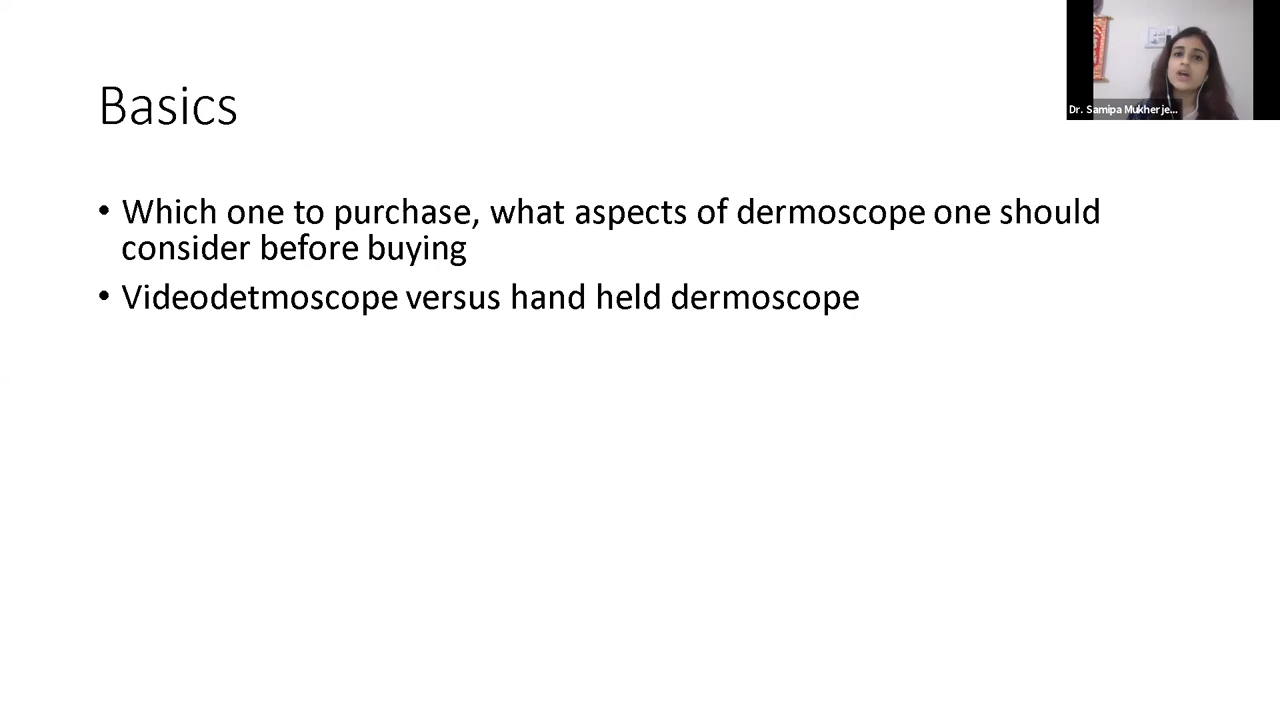 Basics
Dr. Samipa Mukherje...
• Which one to purchase, what aspects of dermoscope one should
consider before buying
• Videodetmoscope versus hand held dermoscope